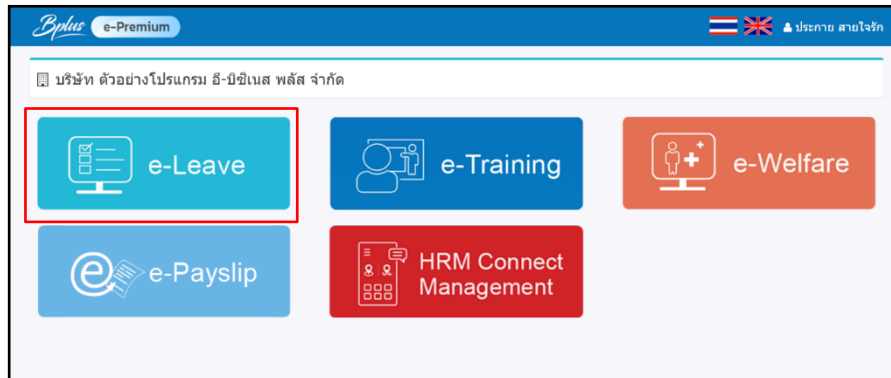 Bplus e-Premium
ประกาย สายใจรัก
บริษัท ตัวอย่างโปรแกรม อี-บิซิเนส พลัส จำกัด
e-Leave
e-Training
e-Welfare
e-Payslip
HRM Connect
Management